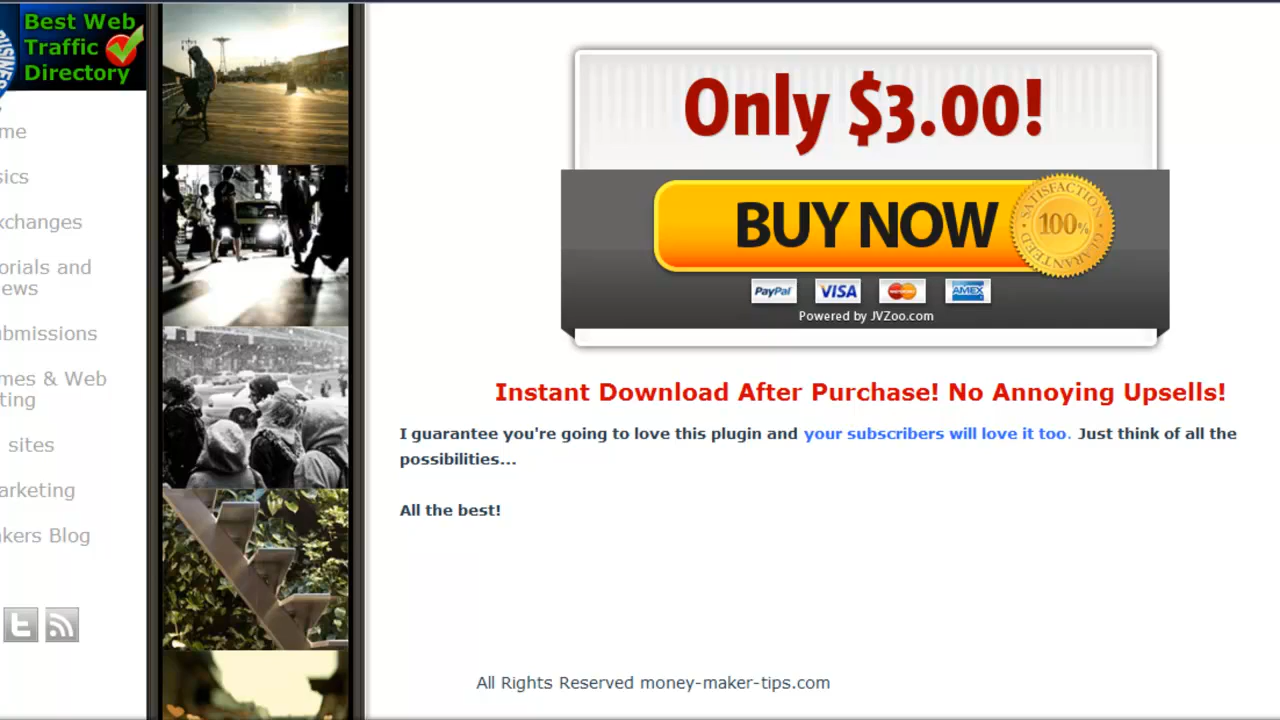 Best Web
Traffic
Directory
me
sics
xchanges
orials and
ews
ubmissions
mes & Web
ting
sites
arketing
akers Blog
Only $3.00!
BUY NOW
SATISFACTION
100%
GUARANTEED
PayPal
VISA
MasterCard
AMEX
Powered by JVZoo.com
Instant Download After Purchase! No Annoying Upsells!
I guarantee you're going to love this plugin and your subscribers will love it too. Just think of all the
possibilities...
All the best!
All Rights Reserved money-maker-tips.com